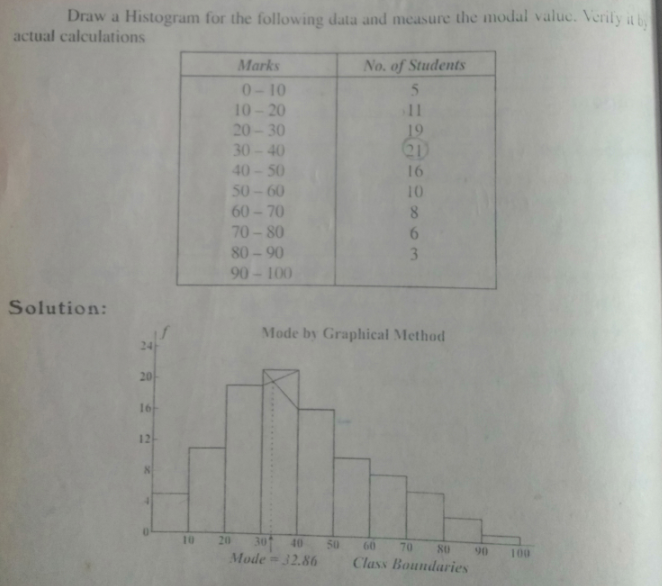 Draw a Histogram for the following data and measure the modal value. Verify it by
actual calculations
Marks No. of Students
0 – 10 5
10 – 20 11
20 – 30 19
30 – 40 21
40 – 50 16
50 – 60 10
60 – 70 8
70 – 80 6
80 – 90 3
90 – 100
Solution:
f Mode by Graphical Method
24
20
16
12
8
4
0
10 20 30 40 50 60 70 80 90 100
Mode = 32.86 Class Boundaries